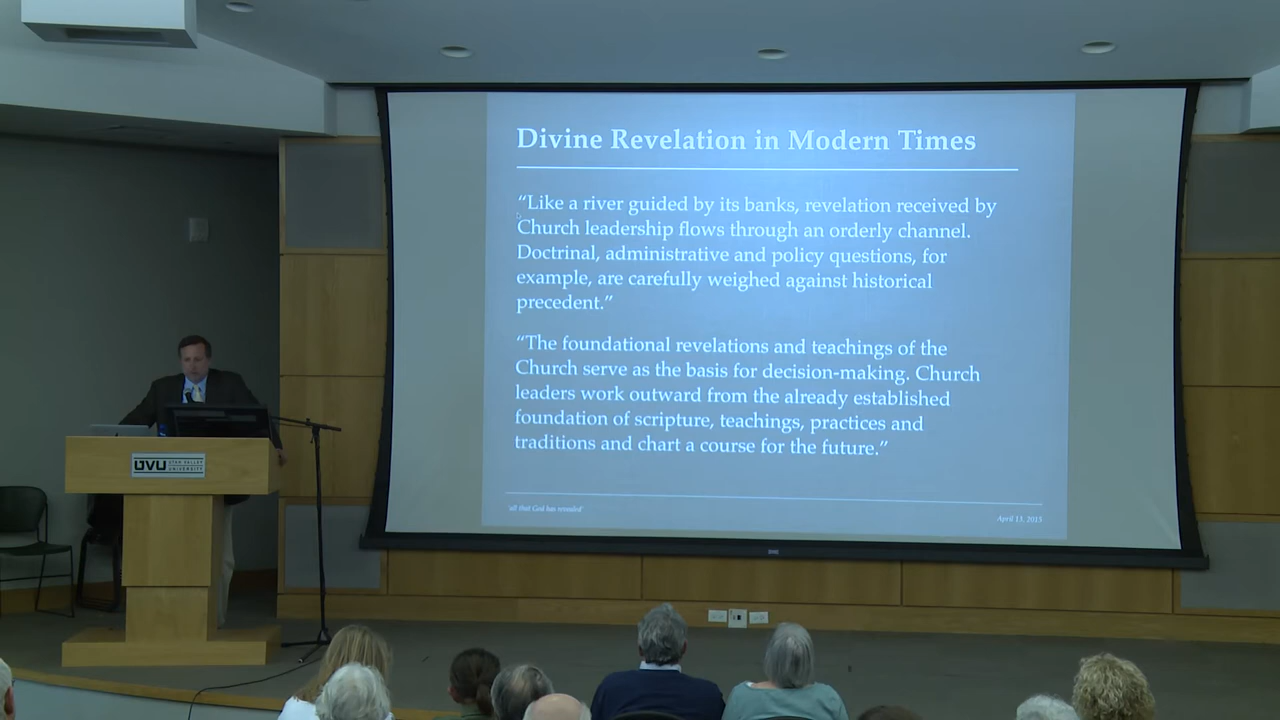 Divine Revelation in Modern Times
“Like a river guided by its banks, revelation received by
Church leadership flows through an orderly channel.
Doctrinal, administrative and policy questions, for
example, are carefully weighed against historical
precedent.”
“The foundational revelations and teachings of the
Church serve as the basis for decision-making. Church
leaders work outward from the already established
foundation of scripture, teachings, practices and
traditions and chart a course for the future.”
'all that God has revealed'
April 13, 2015
UVU UTAH VALLEY
UNIVERSITY